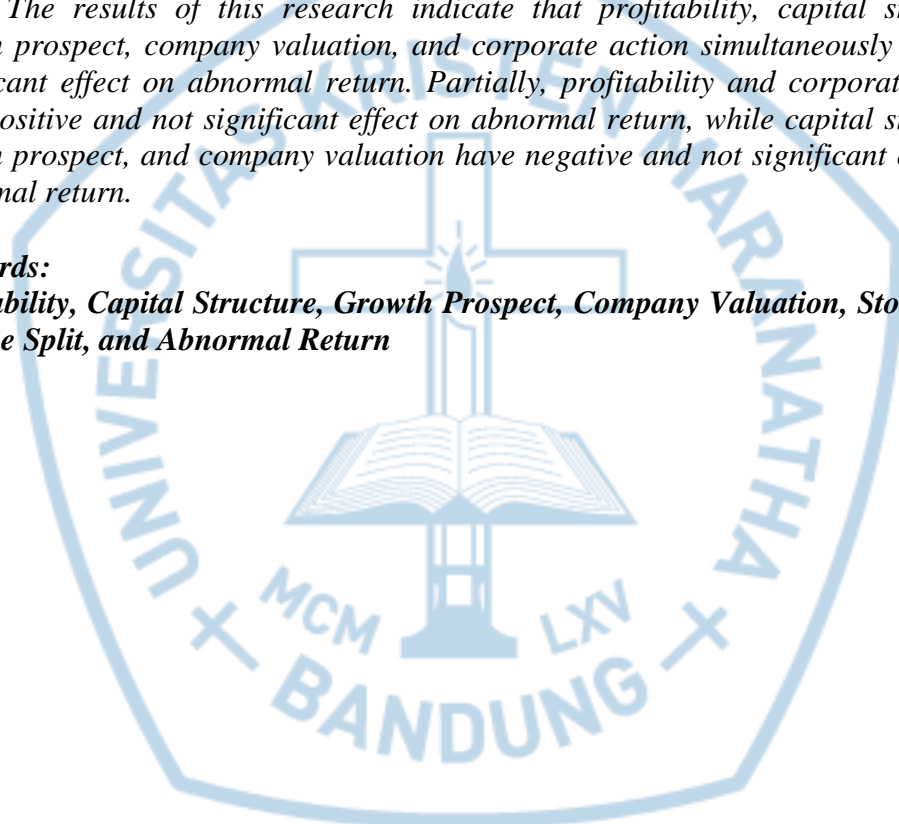 The results of this research indicate that profitability, capital s
prospect, company valuation, and corporate action simultaneously
cant effect on abnormal return. Partially, profitability and corporat
ositive and not significant effect on abnormal return, while capital s
prospect, and company valuation have negative and not significant
nal return.
rds:
ability, Capital Structure, Growth Prospect, Company Valuation, Sto
e Split, and Abnormal Return
UNIVERSITAS KRISTEN MARANATHA
MCM LXV
BANDUNG